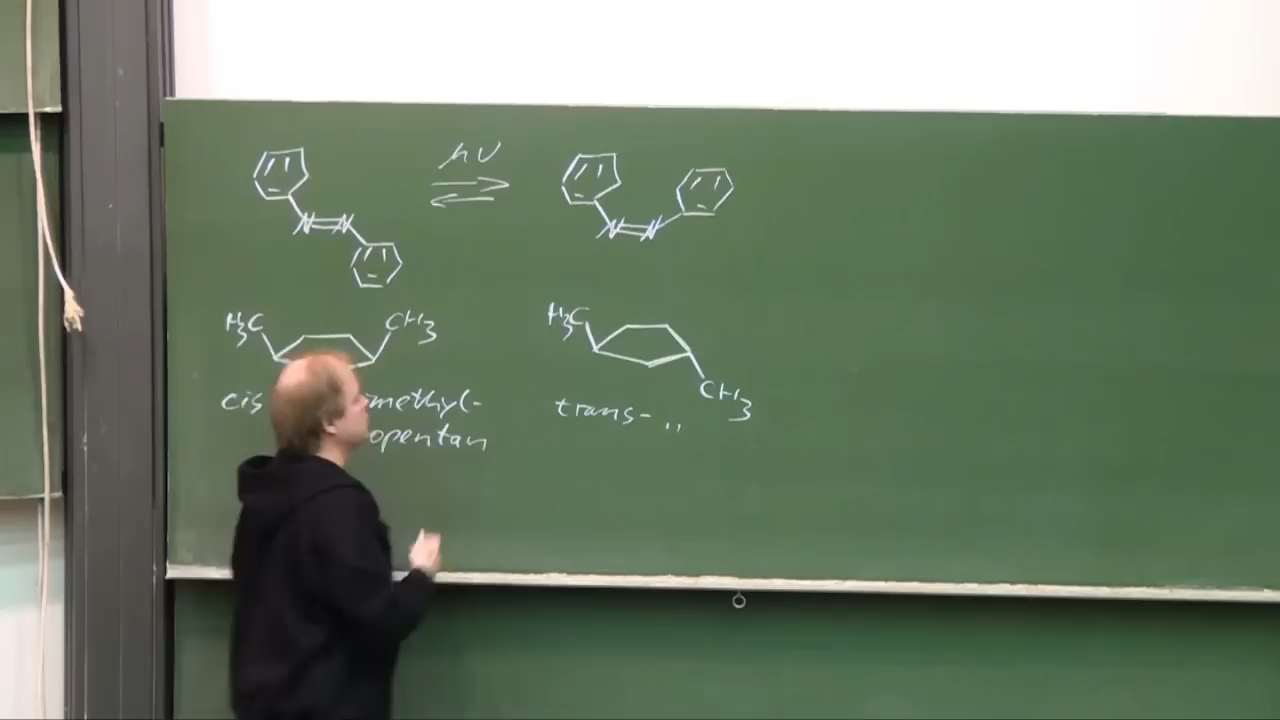 hν
N=N
N=N
H3C CH3
H3C
CH3
cis methyl-
opentan
trans- "